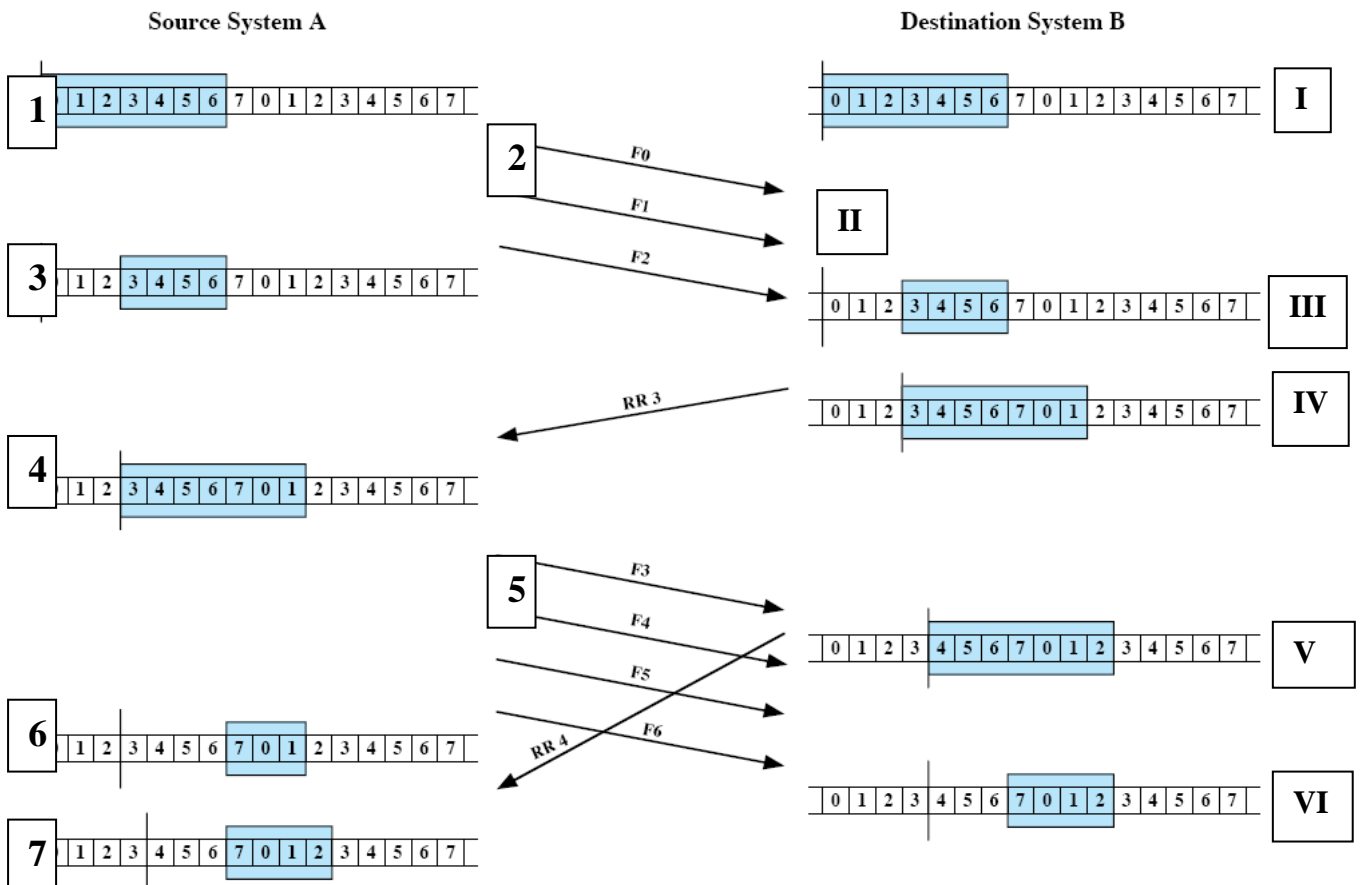 Source System A Destination System B
1 1 2 3 4 5 6 7 0 1 2 3 4 5 6 7 0 1 2 3 4 5 6 7 0 1 2 3 4 5 6 7 I
2 F0
F1 II
F2
3 1 2 3 4 5 6 7 0 1 2 3 4 5 6 7 0 1 2 3 4 5 6 7 0 1 2 3 4 5 6 7 III
RR 3 0 1 2 3 4 5 6 7 0 1 2 3 4 5 6 7 IV
4 1 2 3 4 5 6 7 0 1 2 3 4 5 6 7
5 F3
F4 0 1 2 3 4 5 6 7 0 1 2 3 4 5 6 7 V
F5
6 1 2 3 4 5 6 7 0 1 2 3 4 5 6 7 RR 4 F6
0 1 2 3 4 5 6 7 0 1 2 3 4 5 6 7 VI
7 1 2 3 4 5 6 7 0 1 2 3 4 5 6 7